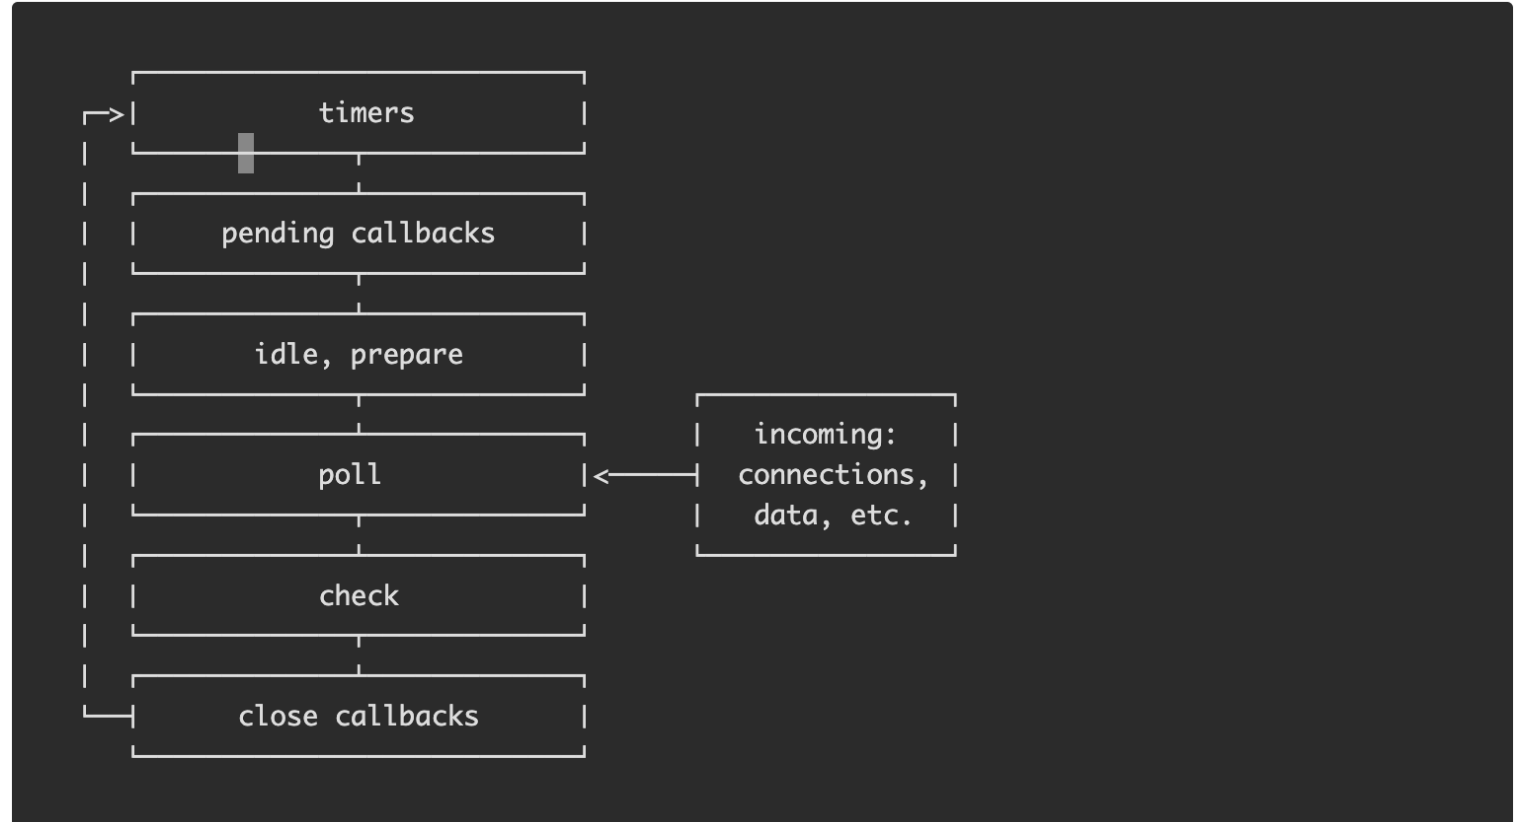 timers
pending callbacks
idle, prepare
incoming:
poll
connections,
data, etc.
check
close callbacks